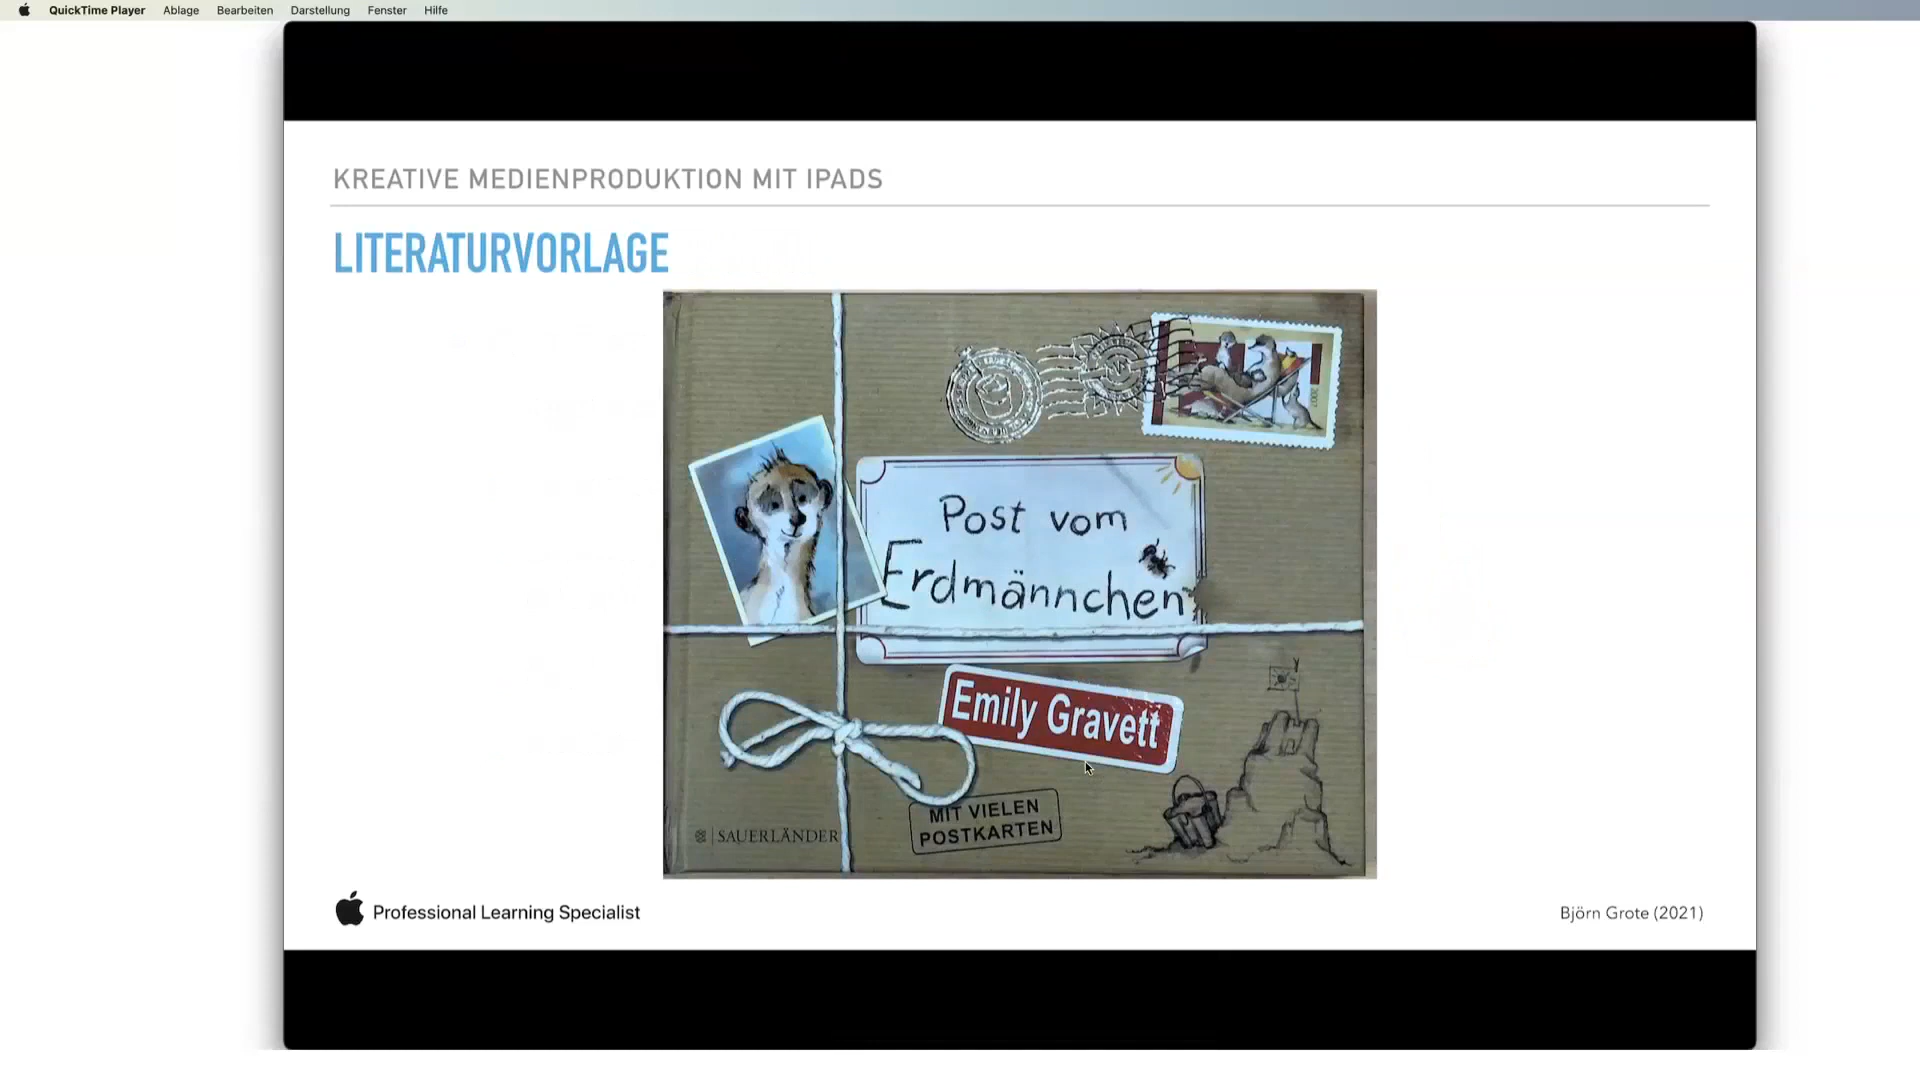 QuickTime Player Ablage Bearbeiten Darstellung Fenster Hilfe
KREATIVE MEDIENPRODUKTION MIT IPADS
LITERATURVORLAGE
2007
Post vom
Erdmännchen
Emily Gravett
MIT VIELEN
POSTKARTEN
SAUERLÄNDER
Professional Learning Specialist
Björn Grote (2021)